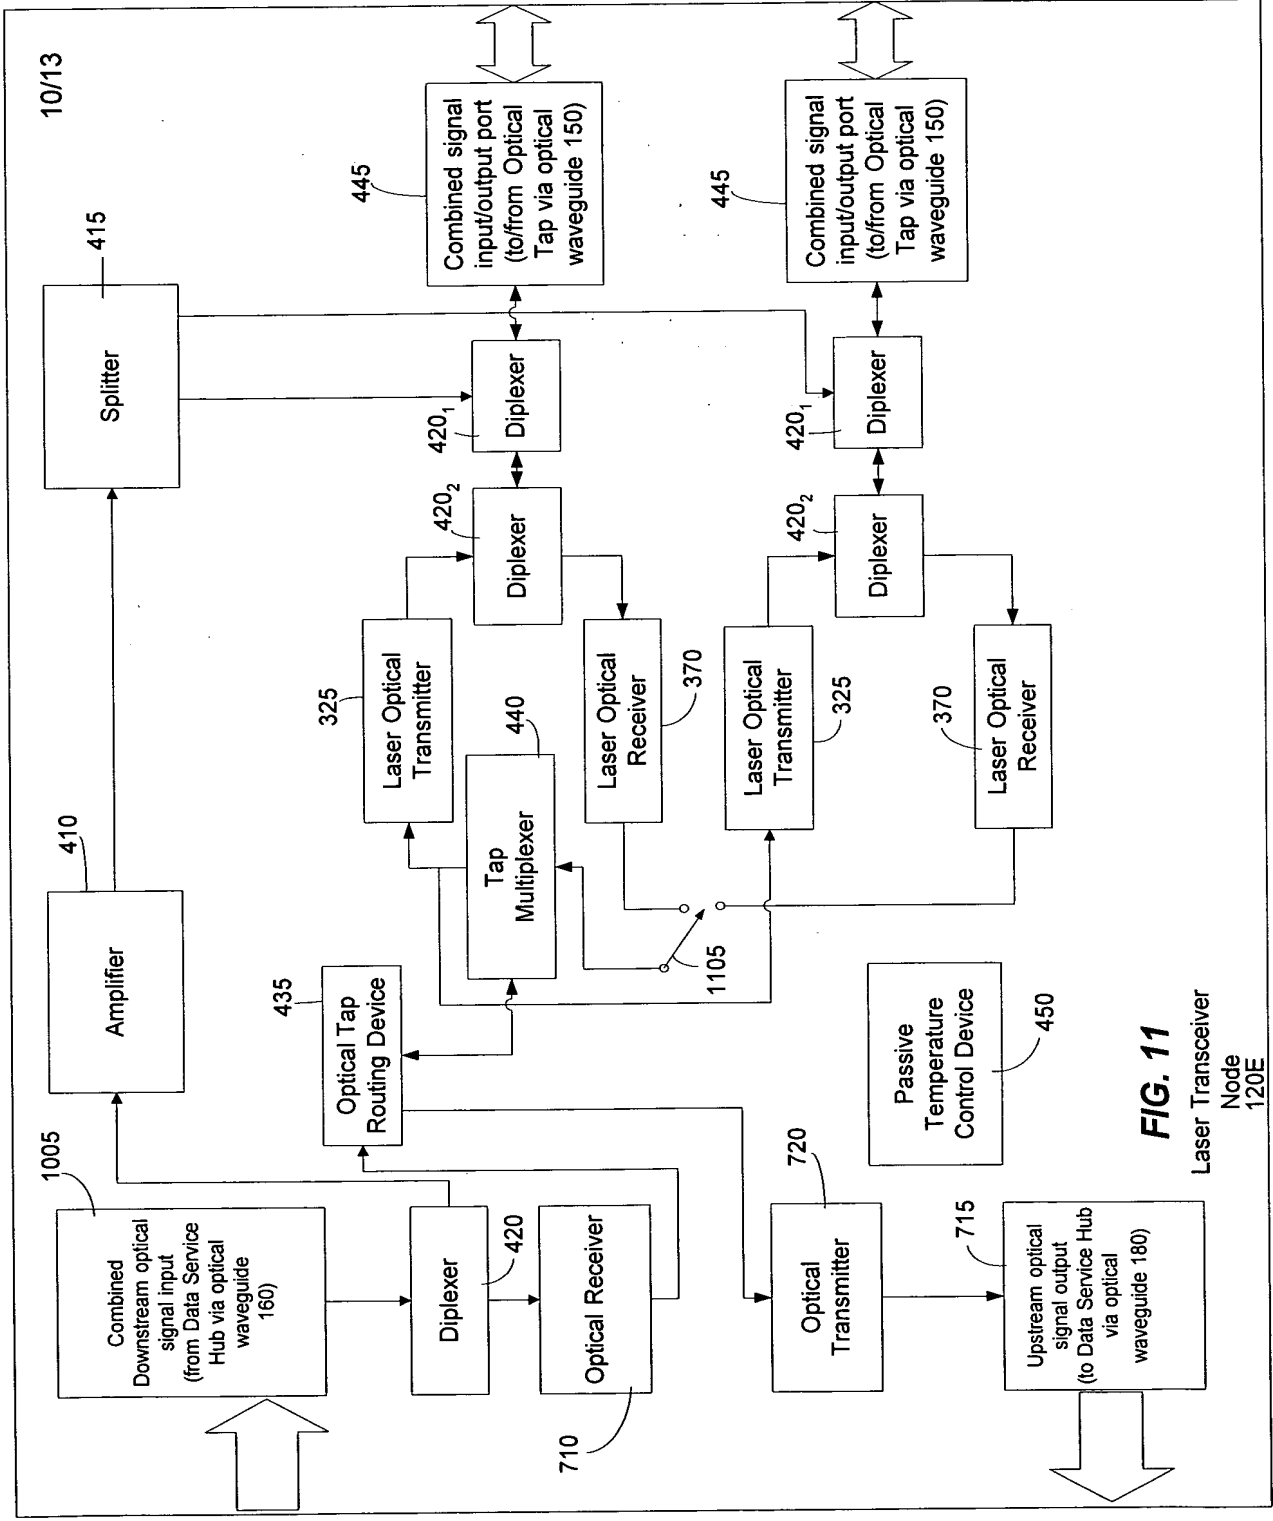 10/13
1005
Combined
Downstream optical
signal input
(from Data Service
Hub via optical
waveguide
160)
410
Amplifier
Splitter
415
Diplexer
420
Optical Receiver
710
435
Optical Tap
Routing Device
440
Tap
Multiplexer
325
Laser Optical
Transmitter
420₂
Diplexer
420₁
Diplexer
445
Combined signal
input/output port
(to/from Optical
Tap via optical
waveguide 150)
Laser Optical
Receiver
370
1105
Laser Optical
Transmitter
325
420₂
Diplexer
420₁
Diplexer
445
Combined signal
input/output port
(to/from Optical
Tap via optical
waveguide 150)
370
Laser Optical
Receiver
720
Optical
Transmitter
715
Upstream optical
signal output
(to Data Service Hub
via optical
waveguide 180)
Passive
Temperature
Control Device
450
FIG. 11
Laser Transceiver
Node
120E